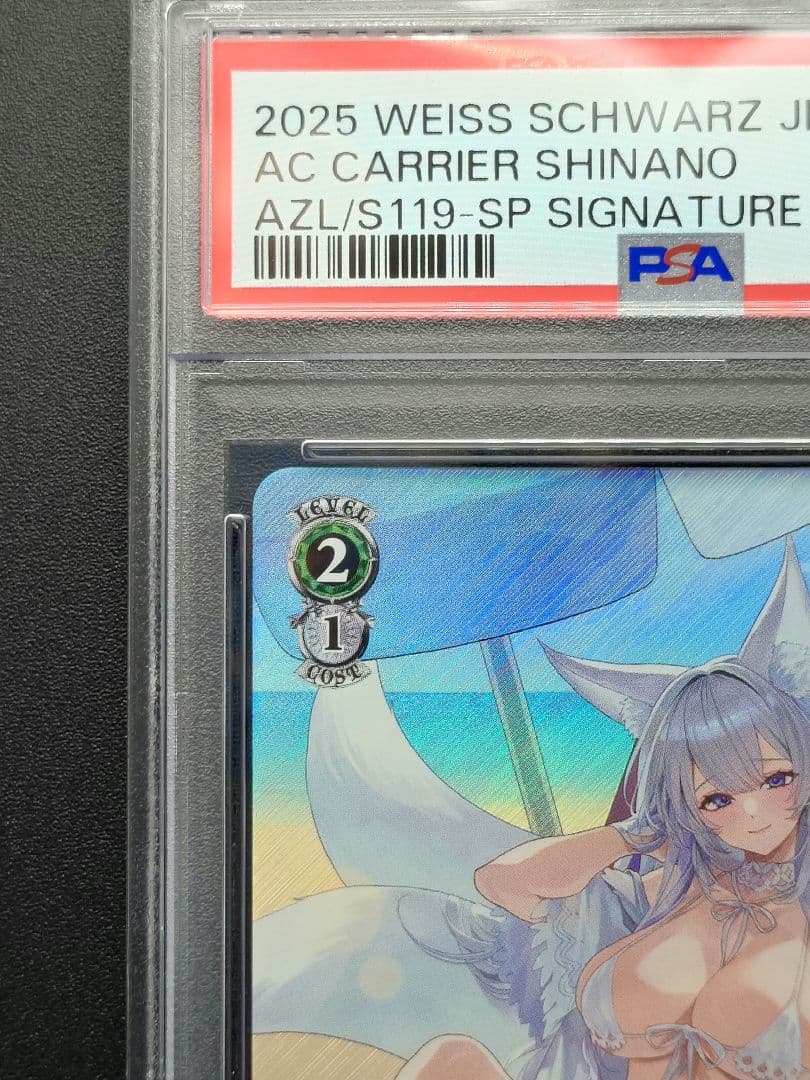 2025 WEISS SCHWARZ
AC CARRIER SHINANO
AZL/S119-SP SIGNATURE
PSA
LEVEL
2
1
COST